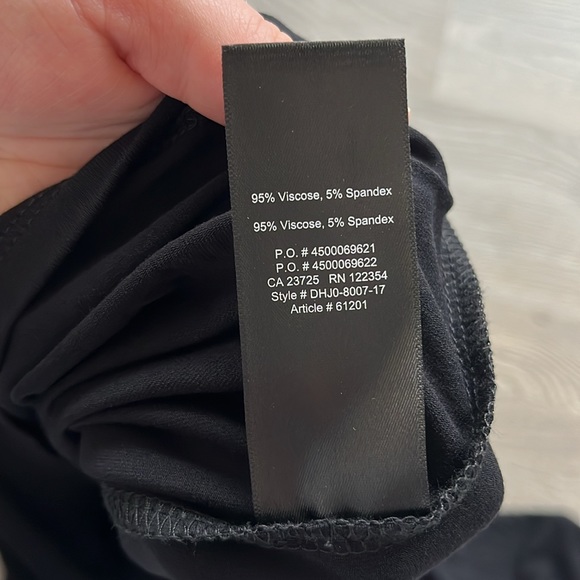 95% Viscose, 5% Spandex
95% Viscose, 5% Spandex
P.O. # 4500069621
P.O. # 4500069622
CA 23725 RN 122354
Style # DHJ0-8007-17
Article # 61201